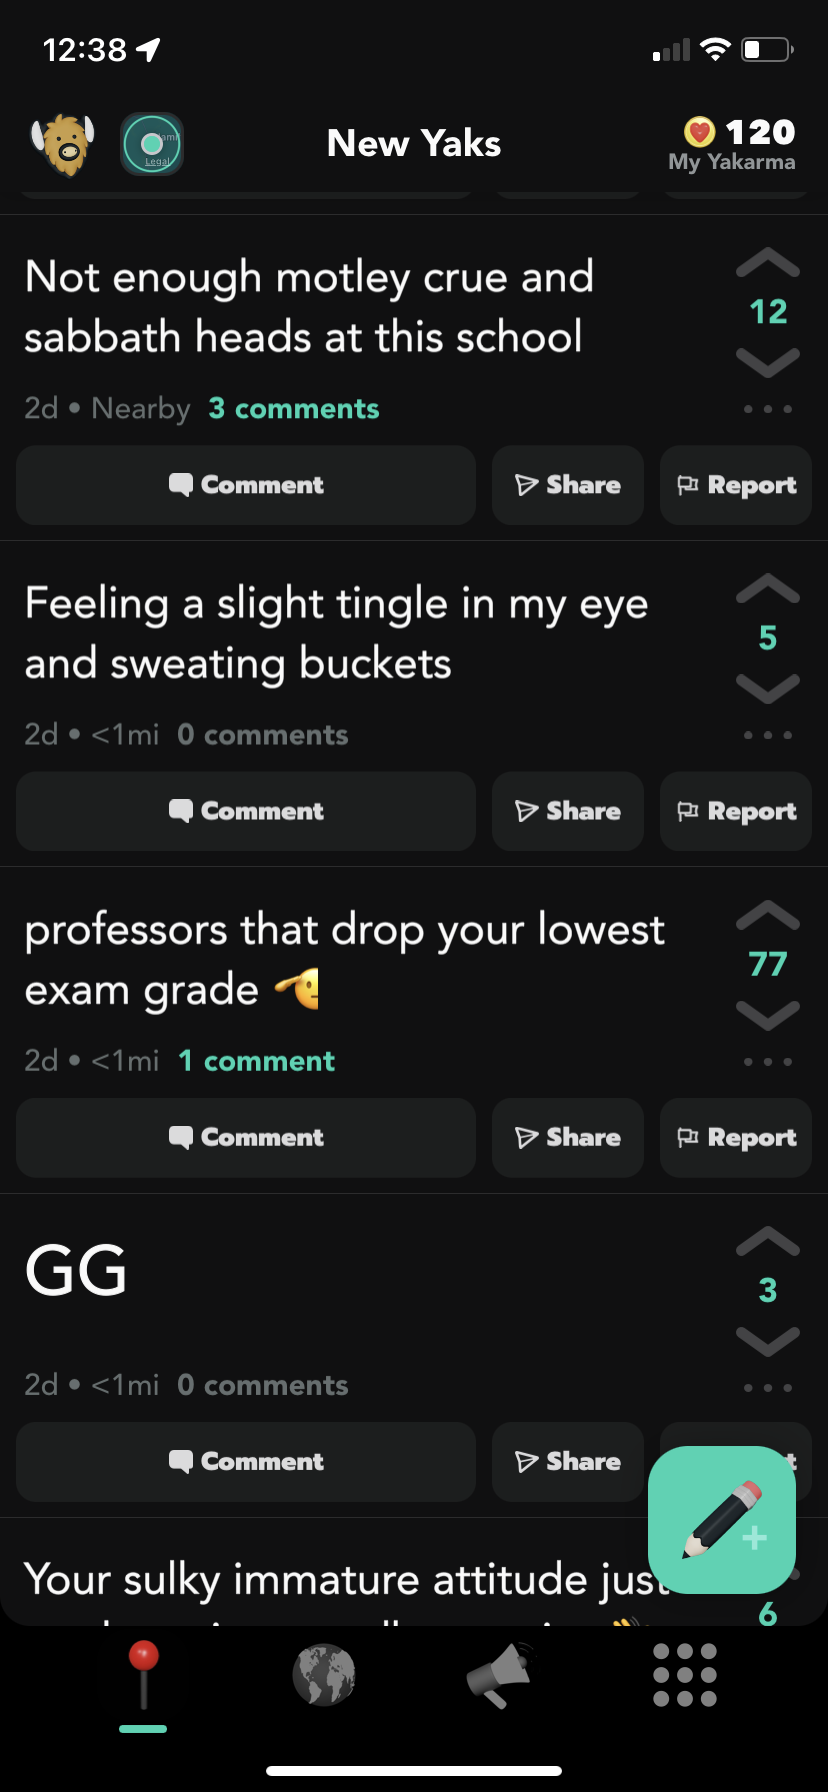 12:38
New Yaks
120
My Yakarma
Legal
Not enough motley crue and
sabbath heads at this school
12
2d • Nearby 3 comments
Comment Share Report
Feeling a slight tingle in my eye
and sweating buckets
5
2d • <1mi 0 comments
Comment Share Report
professors that drop your lowest
exam grade 🫡
77
2d • <1mi 1 comment
Comment Share Report
GG
3
2d • <1mi 0 comments
Comment Share
Your sulky immature attitude just
6